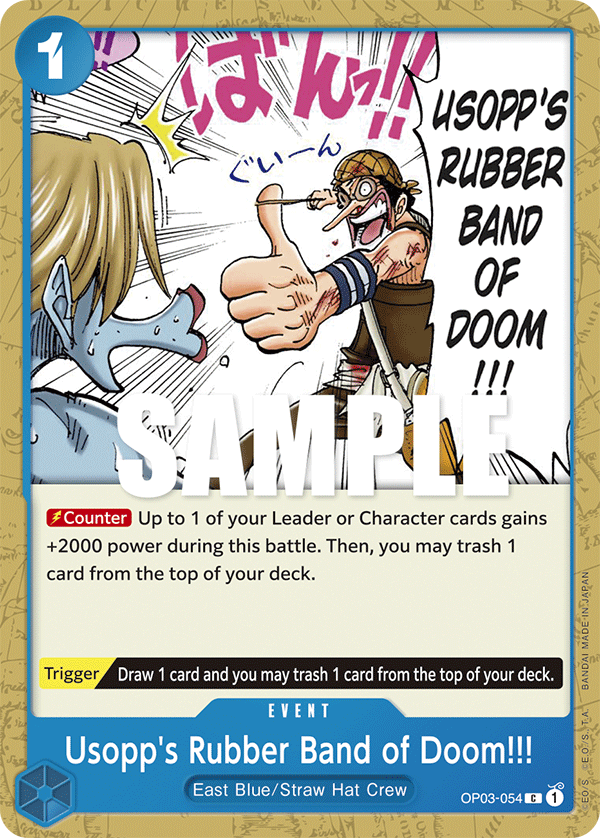 1
!!
ばんっ!!
ぐいーん
USOPP'S
RUBBER
BAND
OF
DOOM
!!!
SAMPLE
Counter Up to 1 of your Leader or Character cards gains
+2000 power during this battle. Then, you may trash 1
card from the top of your deck.
Trigger Draw 1 card and you may trash 1 card from the top of your deck.
EVENT
Usopp's Rubber Band of Doom!!!
East Blue/Straw Hat Crew
OP03-054 C 1
©E.O./S. ©E.O./S.,T.A. BANDAI MADE IN JAPAN